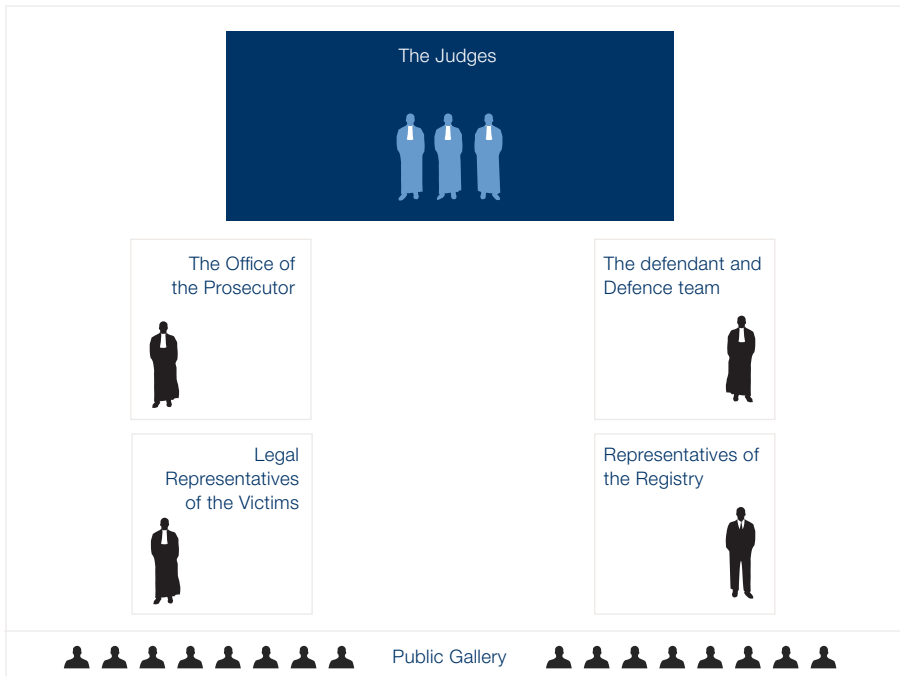 The Judges
The Office of
the Prosecutor
The defendant and
Defence team
Legal
Representatives
of the Victims
Representatives of
the Registry
Public Gallery